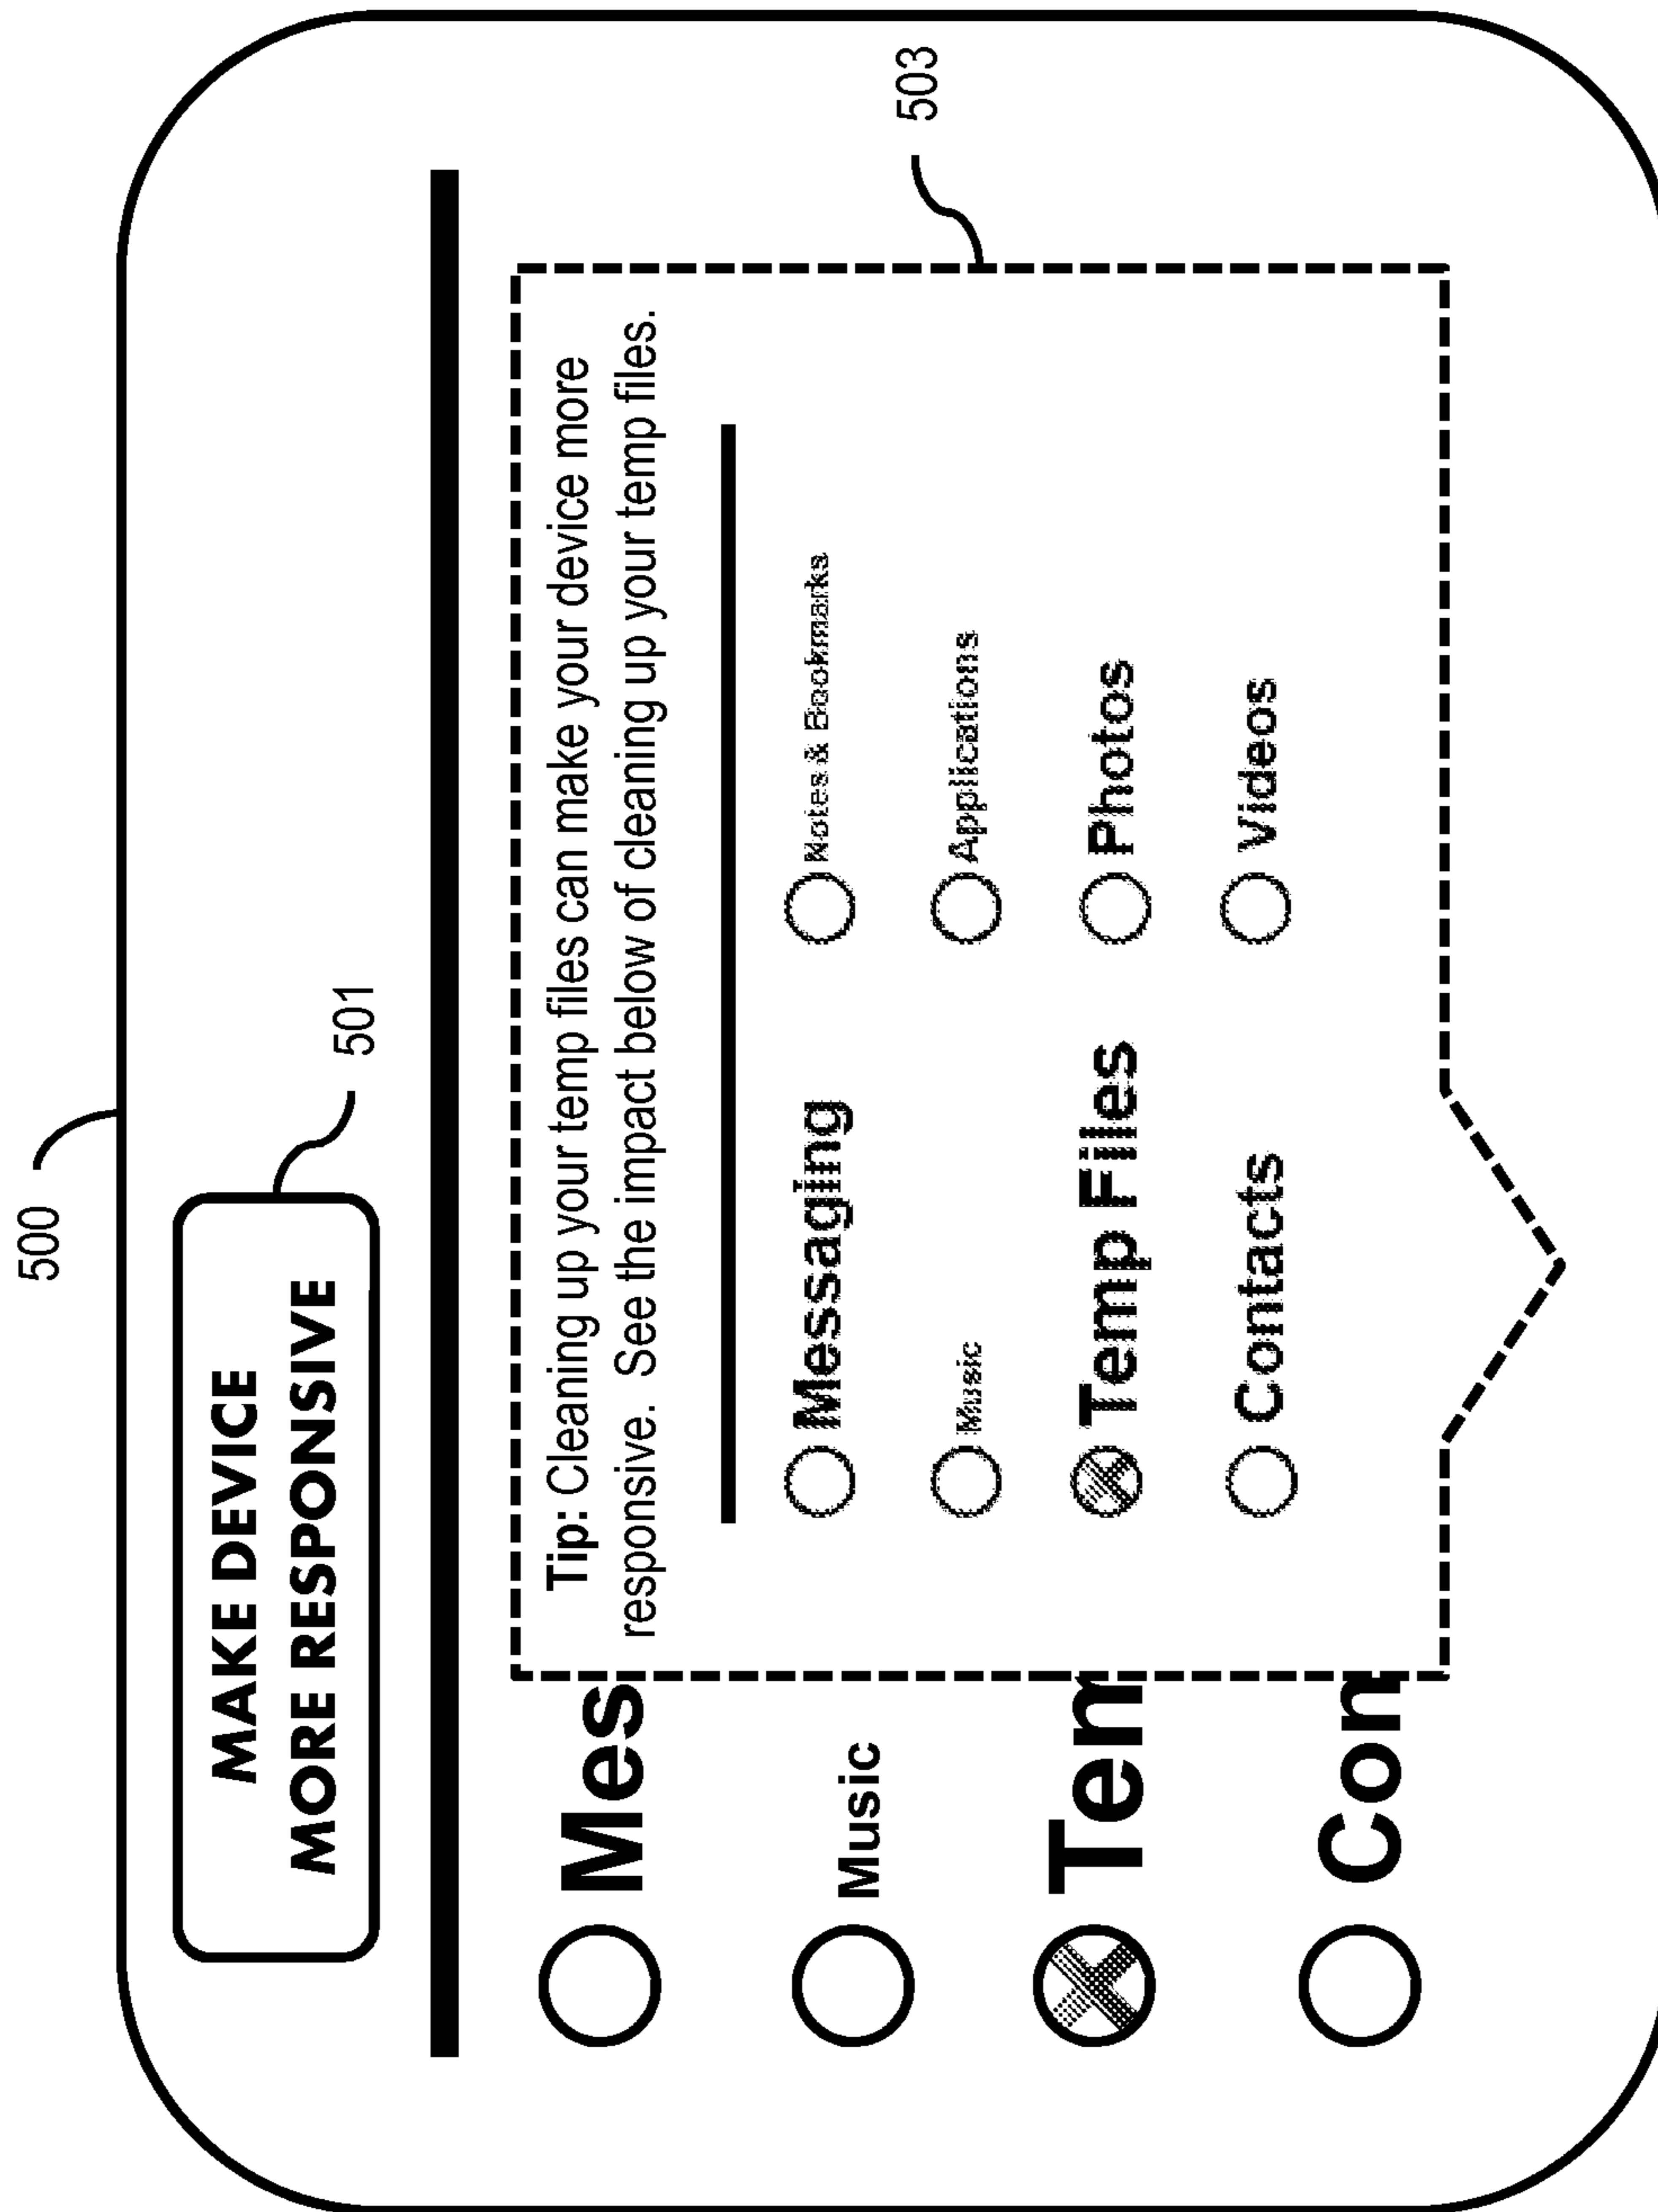 500
MAKE DEVICE
MORE RESPONSIVE
501
503
Tip: Cleaning up your temp files can make your device more
responsive. See the impact below of cleaning up your temp files.
Mes
Messaging
Notes & Bookmarks
Music
Music
Applications
Tem
Temp Files
Photos
Con
Contacts
Videos